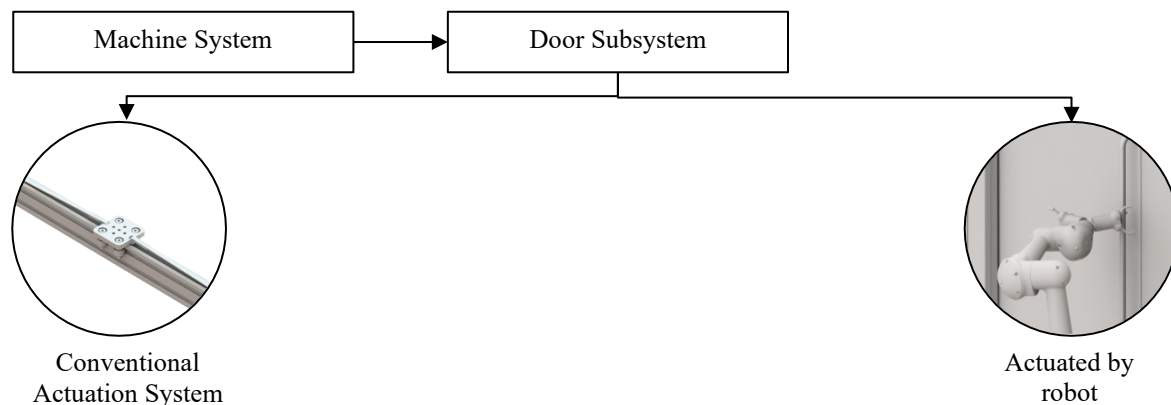 Machine System
Door Subsystem
Conventional
Actuation System
Actuated by
robot